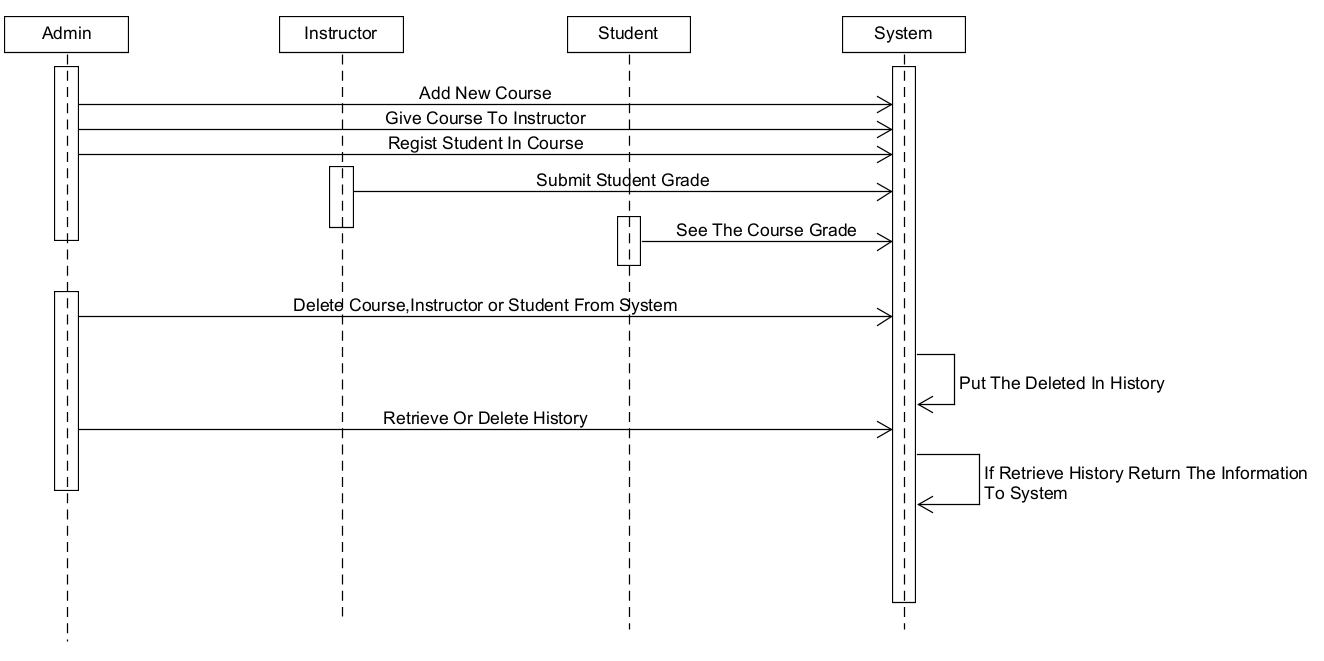 Admin
Instructor
Student
System
Add New Course
Give Course To Instructor
Regist Student In Course
Submit Student Grade
See The Course Grade
Delete Course,Instructor or Student From System
Put The Deleted In History
Retrieve Or Delete History
If Retrieve History Return The Information
To System